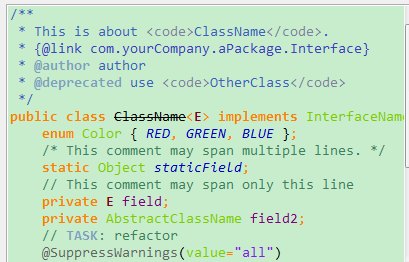 /**
 * This is about <code>ClassName</code>.
 * {@link com.yourCompany.aPackage.Interface}
 * @author author
 * @deprecated use <code>OtherClass</code>
 */
public class ClassName<E> implements InterfaceName
    enum Color { RED, GREEN, BLUE };
    /* This comment may span multiple lines. */
    static Object staticField;
    // This comment may span only this line
    private E field;
    private AbstractClassName field2;
    // TASK: refactor
    @SuppressWarnings(value="all")